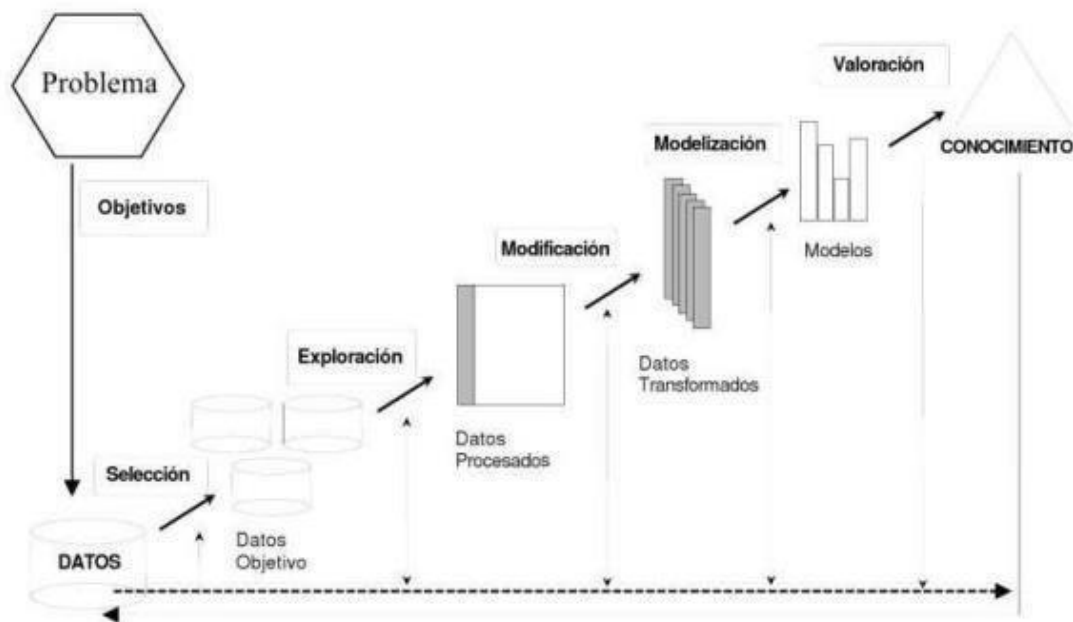 Problema
Objetivos
DATOS
Selección
Datos
Objetivo
Exploración
Datos
Procesados
Modificación
Datos
Transformados
Modelización
Modelos
Valoración
CONOCIMIENTO